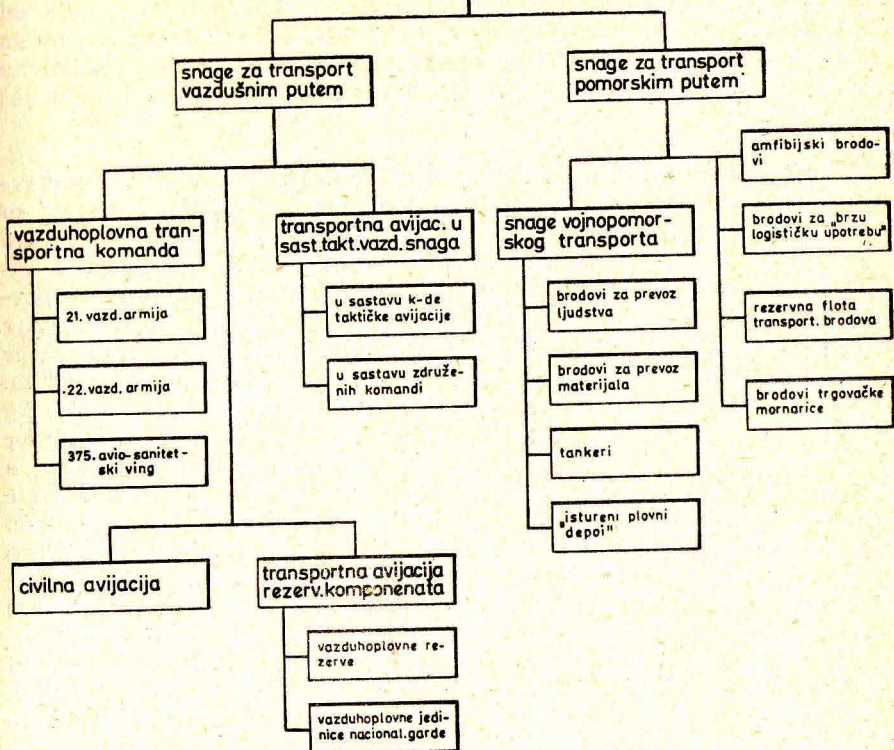 snage za transport
vazdušnim putem
snage za transport
pomorskim putem
vazduhoplovna tran-
sportna komanda
21. vazd. armija
22. vazd. armija
375. avio-sanitet-
ski ving
transportna avijac. u
sast. takt. vazd. snaga
u sastavu k-de
taktičke avijacije
u sastavu združe-
nih komandi
civilna avijacija
transportna avijacija
rezerv. komponenata
vazduhoplovne re-
zerve
vazduhoplovne jedi-
nice nacional. garde
snage vojnopomor-
skog transporta
brodovi za prevoz
ljudstva
brodovi za prevoz
materijala
tankeri
„istureni plovni
depoi"
amfibijski brodo-
vi
brodovi za „brzu
logističku upotrebu"
rezervna flota
transport. brodova
brodovi trgovačke
mornarice